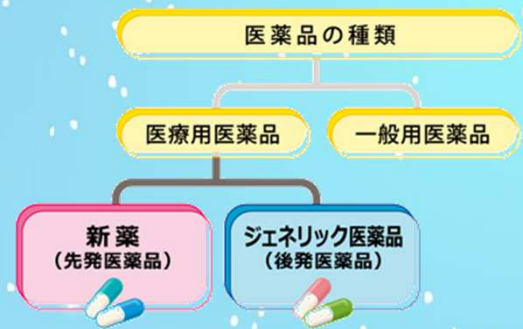 医薬品の種類
医療用医薬品
一般用医薬品
新薬
(先発医薬品)
ジェネリック医薬品
(後発医薬品)